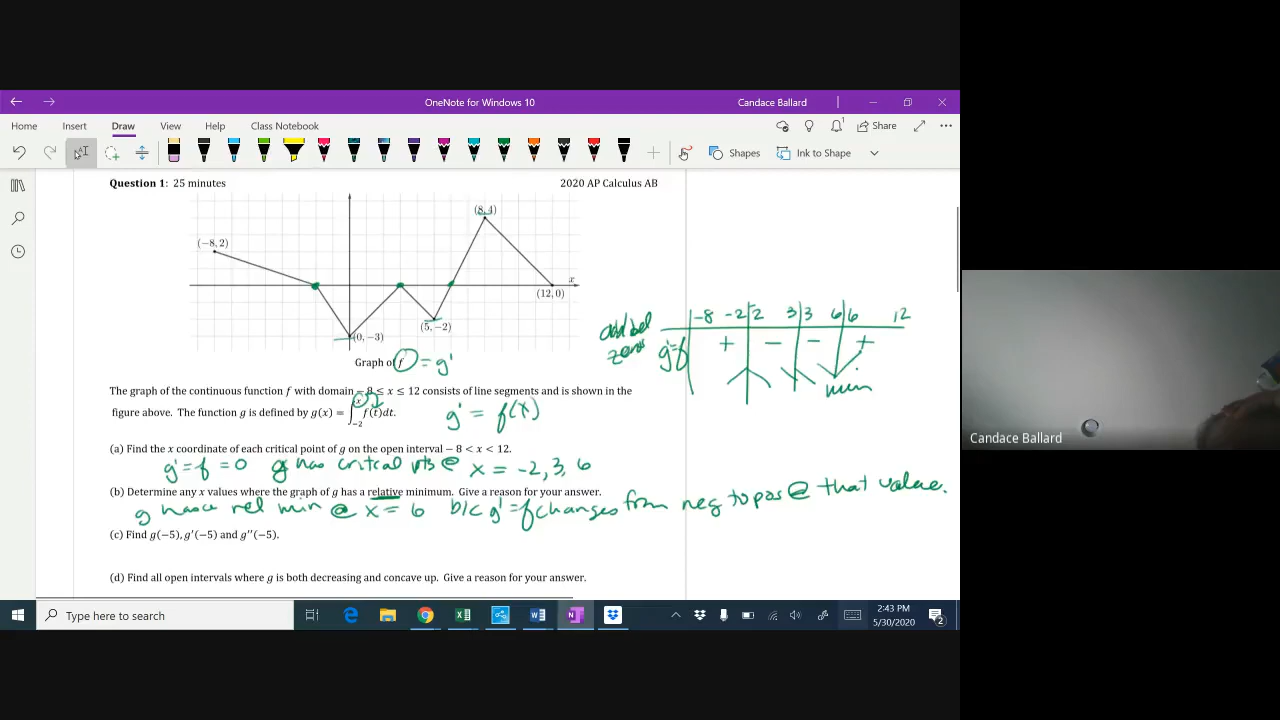 OneNote for Windows 10
Candace Ballard
Home Insert Draw View Help Class Notebook
Share
Shapes
Ink to Shape
Question 1: 25 minutes
2020 AP Calculus AB
(8,4)
(−8,2)
x
(12,0)
(5,−2)
(0,−3)
Graph of f = g'
−8 −2 -2 3 3 6 6 12
zeros g'=f + − − +
min
The graph of the continuous function f with domain −8 ≤ x ≤ 12 consists of line segments and is shown in the
figure above. The function g is defined by g(x) = ∫₋₂ˣ f(t)dt. g' = f(x)
(a) Find the x coordinate of each critical point of g on the open interval −8 < x < 12.
g'=f = 0 g has critical pts @ x = -2, 3, 6
(b) Determine any x values where the graph of g has a relative minimum. Give a reason for your answer.
g has a rel min @ x = 6 b/c g'=f changes from neg to pos @ that value.
(c) Find g(−5), g'(−5) and g''(−5).
(d) Find all open intervals where g is both decreasing and concave up. Give a reason for your answer.
Candace Ballard
Type here to search
2:43 PM
5/30/2020
2